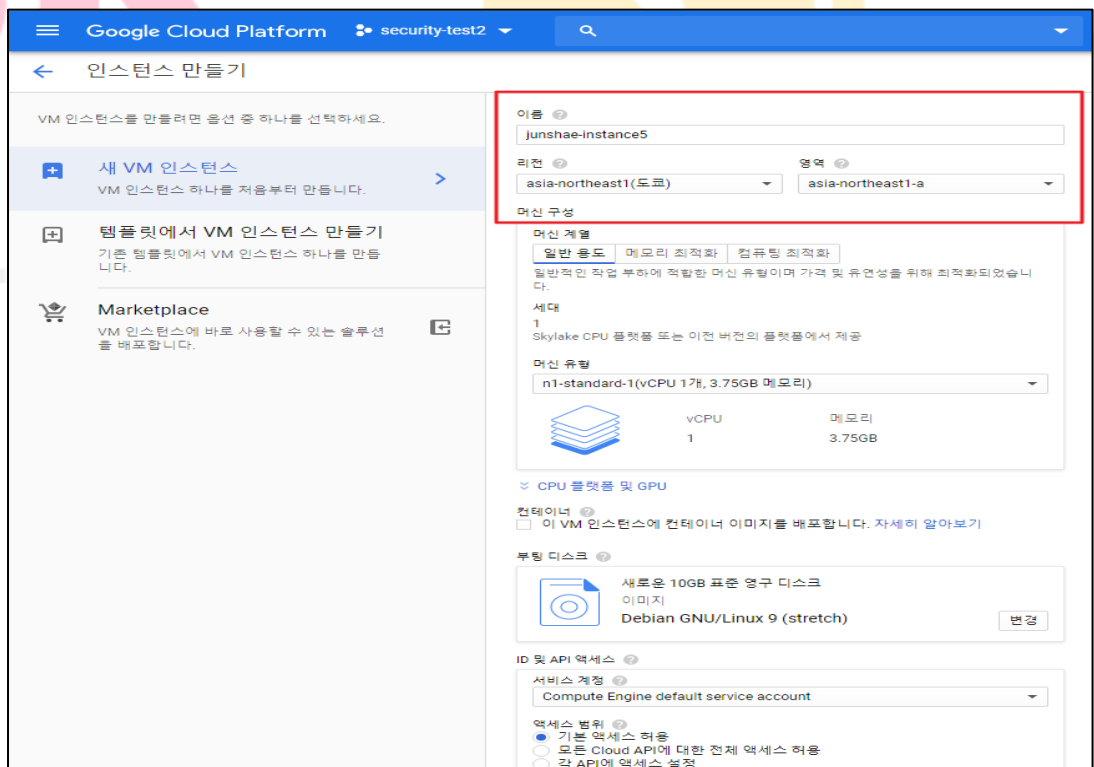 Google Cloud Platform security-test2
인스턴스 만들기
VM 인스턴스를 만들려면 옵션 중 하나를 선택하세요.
새 VM 인스턴스
VM 인스턴스 하나를 처음부터 만듭니다.
템플릿에서 VM 인스턴스 만들기
기존 템플릿에서 VM 인스턴스 하나를 만듭
니다.
Marketplace
VM 인스턴스에 바로 사용할 수 있는 솔루션
을 배포합니다.
이름
junshae-instance5
리전 영역
asia-northeast1(도쿄) asia-northeast1-a
머신 구성
머신 계열
일반 용도 메모리 최적화 컴퓨팅 최적화
일반적인 작업 부하에 적합한 머신 유형이며 가격 및 유연성을 위해 최적화되었습니
다.
세대
1
Skylake CPU 플랫폼 또는 이전 버전의 플랫폼에서 제공
머신 유형
n1-standard-1(vCPU 1개, 3.75GB 메모리)
vCPU 메모리
1 3.75GB
CPU 플랫폼 및 GPU
컨테이너
이 VM 인스턴스에 컨테이너 이미지를 배포합니다. 자세히 알아보기
부팅 디스크
새로운 10GB 표준 영구 디스크
이미지
Debian GNU/Linux 9 (stretch)
변경
ID 및 API 액세스
서비스 계정
Compute Engine default service account
액세스 범위
기본 액세스 허용
모든 Cloud API에 대한 전체 액세스 허용
각 API에 액세스 설정